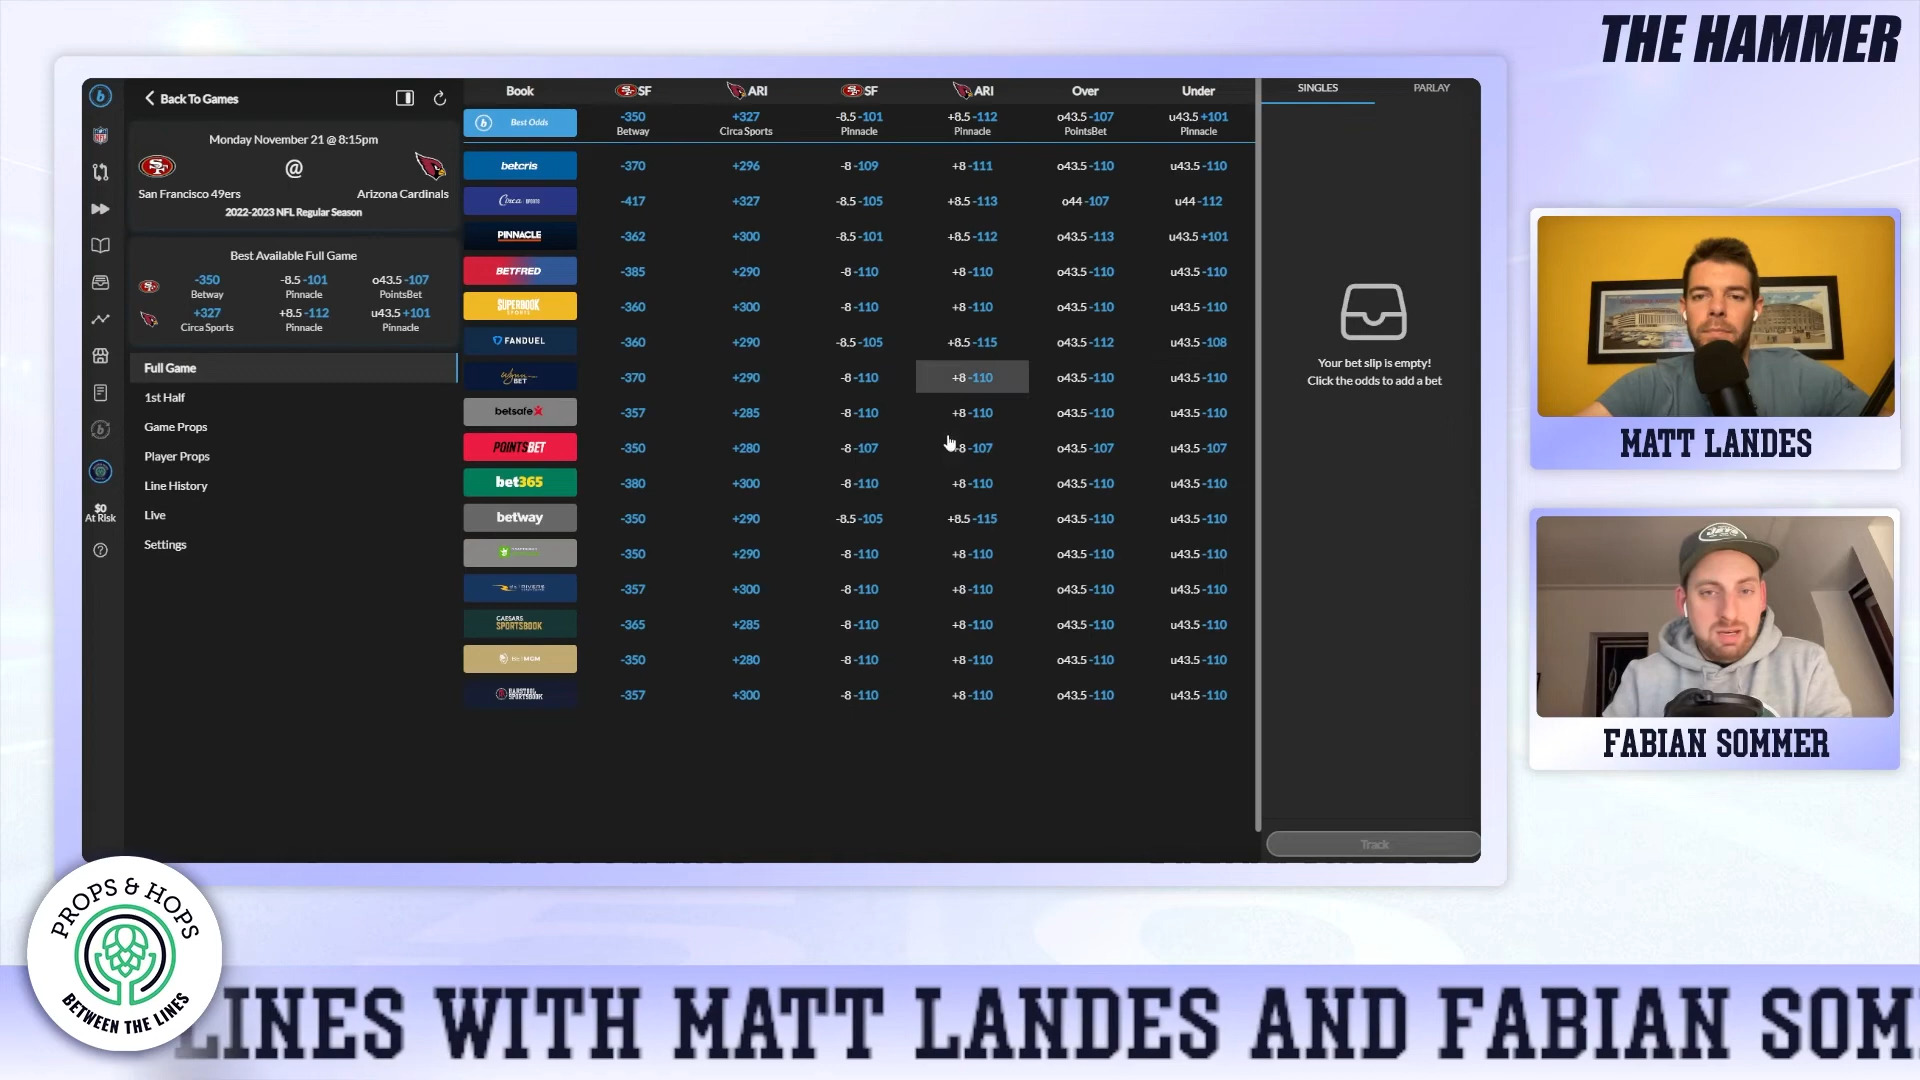 THE HAMMER
Back To Games
Monday November 21 @ 8:15pm
@
San Francisco 49ers Arizona Cardinals
2022-2023 NFL Regular Season
Best Available Full Game
-350 -8.5 -101 o43.5 -107
Betway Pinnacle PointsBet
+327 +8.5 -112 u43.5 +101
Circa Sports Pinnacle Pinnacle
Full Game
1st Half
Game Props
Player Props
Line History
Live
Settings
$0
At Risk
Book SF ARI SF ARI Over Under
Best Odds -350 +327 -8.5 -101 +8.5 -112 o43.5 -107 u43.5 +101
Betway Circa Sports Pinnacle Pinnacle PointsBet Pinnacle
betcris -370 +296 -8 -109 +8 -111 o43.5 -110 u43.5 -110
Circa SPORTS -417 +327 -8.5 -105 +8.5 -113 o44 -107 u44 -112
PINNACLE -362 +300 -8.5 -101 +8.5 -112 o43.5 -113 u43.5 +101
BETFRED -385 +290 -8 -110 +8 -110 o43.5 -110 u43.5 -110
SUPERBOOK SPORTS -360 +300 -8 -110 +8 -110 o43.5 -110 u43.5 -110
FANDUEL -360 +290 -8.5 -105 +8.5 -115 o43.5 -112 u43.5 -108
Wynn BET -370 +290 -8 -110 +8 -110 o43.5 -110 u43.5 -110
betsafe -357 +285 -8 -110 +8 -110 o43.5 -110 u43.5 -110
POINTSBET -350 +280 -8 -107 +8 -107 o43.5 -107 u43.5 -107
bet365 -380 +300 -8 -110 +8 -110 o43.5 -110 u43.5 -110
betway -350 +290 -8.5 -105 +8.5 -115 o43.5 -110 u43.5 -110
-350 +290 -8 -110 +8 -110 o43.5 -110 u43.5 -110
RIVERS -357 +300 -8 -110 +8 -110 o43.5 -110 u43.5 -110
CAESARS SPORTSBOOK -365 +285 -8 -110 +8 -110 o43.5 -110 u43.5 -110
BETMGM -350 +280 -8 -110 +8 -110 o43.5 -110 u43.5 -110
BARSTOOL SPORTSBOOK -357 +300 -8 -110 +8 -110 o43.5 -110 u43.5 -110
SINGLES PARLAY
Your bet slip is empty!
Click the odds to add a bet
Track
MATT LANDES
JETS
FABIAN SOMMER
PROPS & HOPS
BETWEEN THE LINES
LINES WITH MATT LANDES AND FABIAN SOM